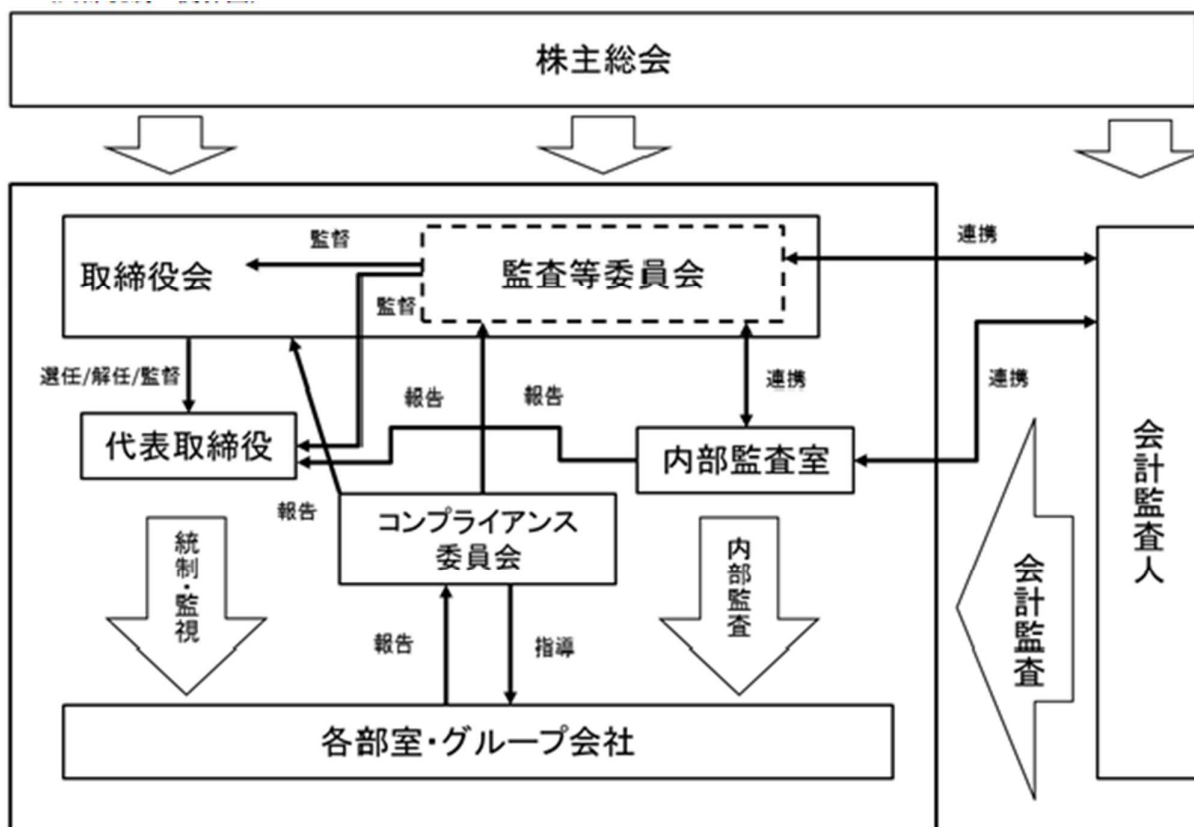 株主総会
監督
取締役会
監査等委員会
連携
監督
選任/解任/監督
報告
報告
連携
連携
代表取締役
内部監査室
報告
コンプライアンス
委員会
統制・監視
内部監査
会計監査
会計監査人
報告
指導
各部室・グループ会社